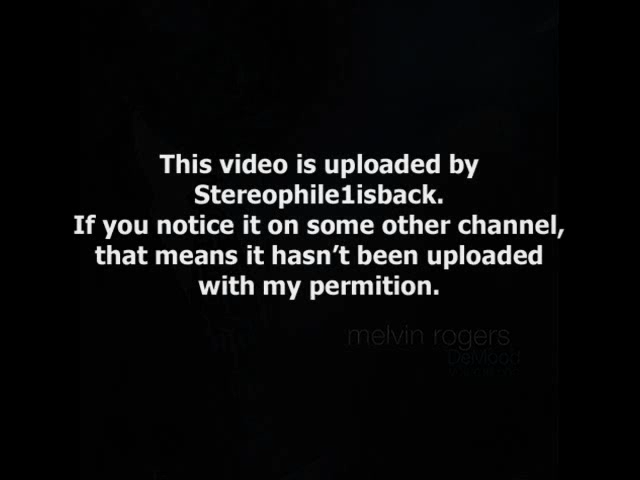 This video is uploaded by
Stereophile1isback.
If you notice it on some other channel,
that means it hasn't been uploaded
with my permition.
melvin rogers
DeMood